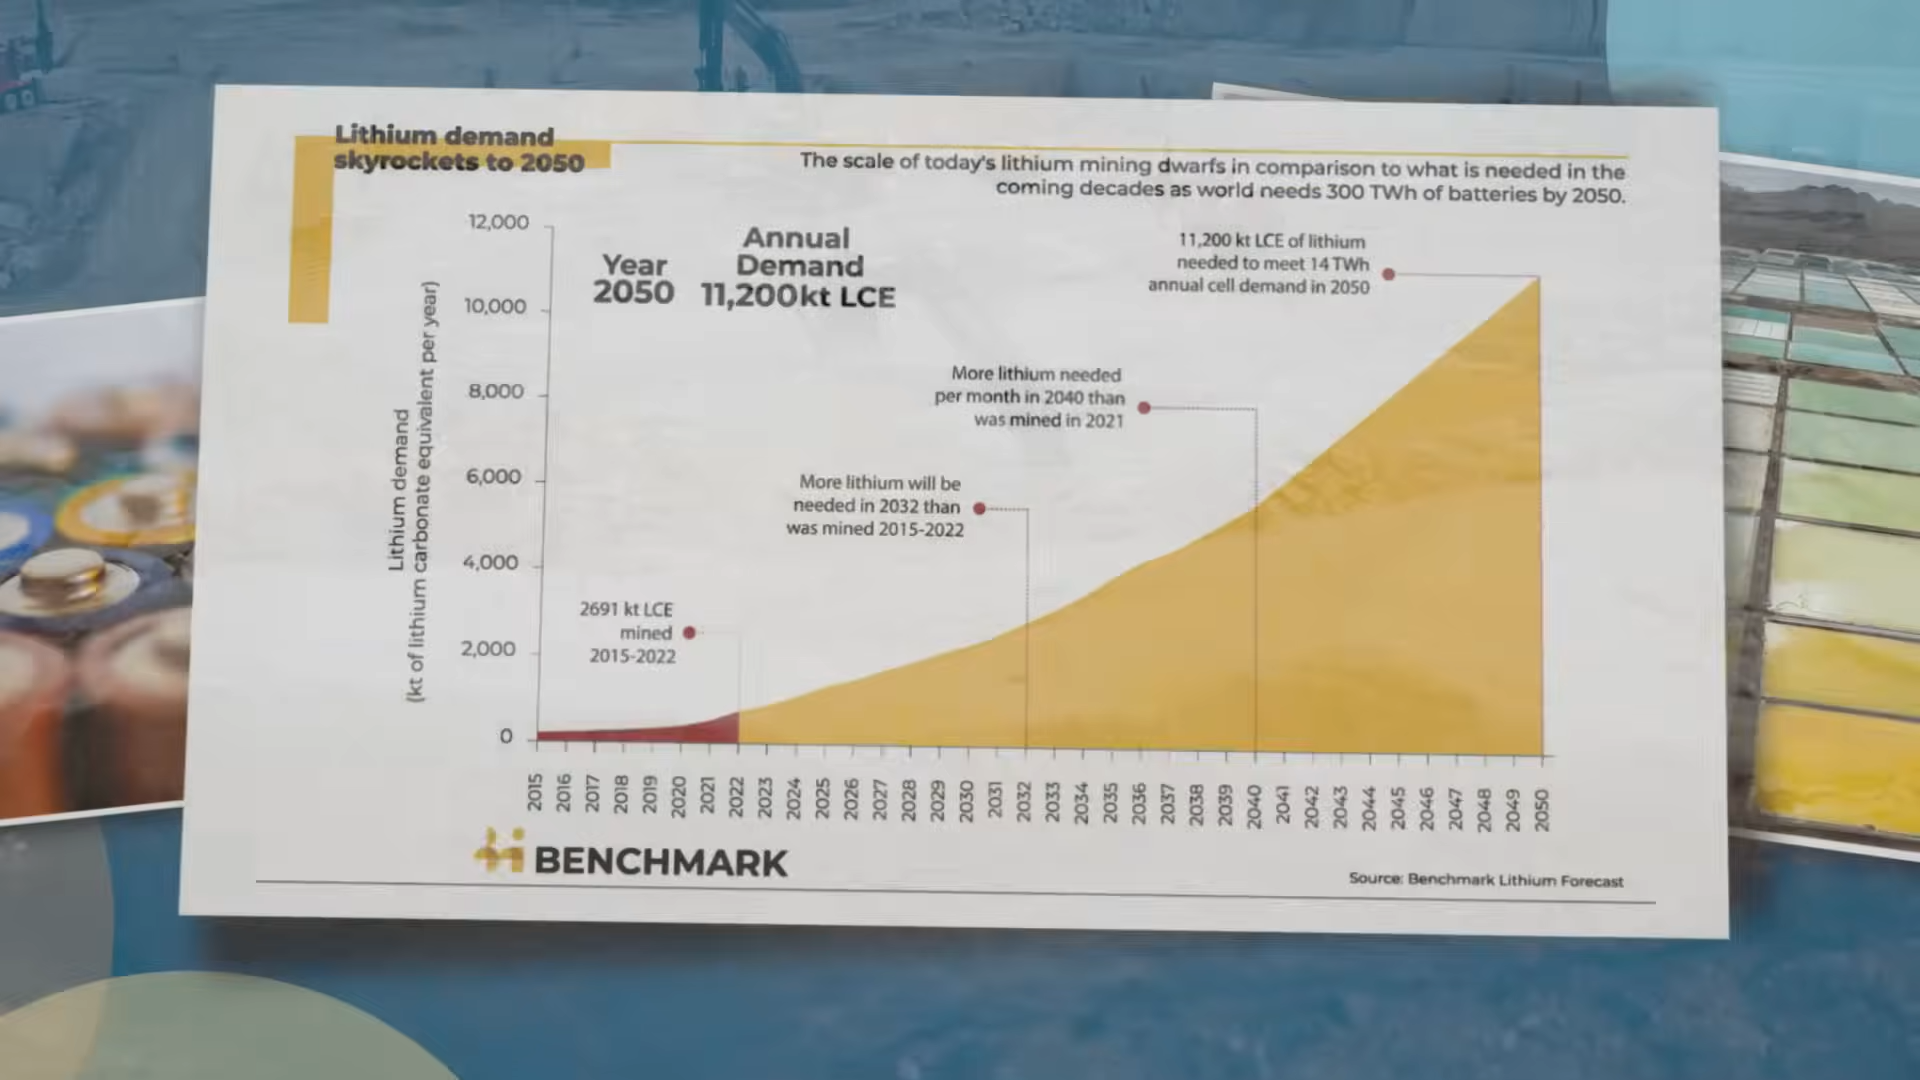 Lithium demand
skyrockets to 2050
The scale of today's lithium mining dwarfs in comparison to what is needed in the
coming decades as world needs 300 TWh of batteries by 2050.
Year
2050
Annual
Demand
11,200kt LCE
11,200 kt LCE of lithium
needed to meet 14 TWh
annual cell demand in 2050
More lithium needed
per month in 2040 than
was mined in 2021
More lithium will be
needed in 2032 than
was mined 2015-2022
2691 kt LCE
mined
2015-2022
Lithium demand
(kt of lithium carbonate equivalent per year)
12,000
10,000
8,000
6,000
4,000
2,000
0
2015
2016
2017
2018
2019
2020
2021
2022
2023
2024
2025
2026
2027
2028
2029
2030
2031
2032
2033
2034
2035
2036
2037
2038
2039
2040
2041
2042
2043
2044
2045
2046
2047
2048
2049
2050
BENCHMARK
Source: Benchmark Lithium Forecast